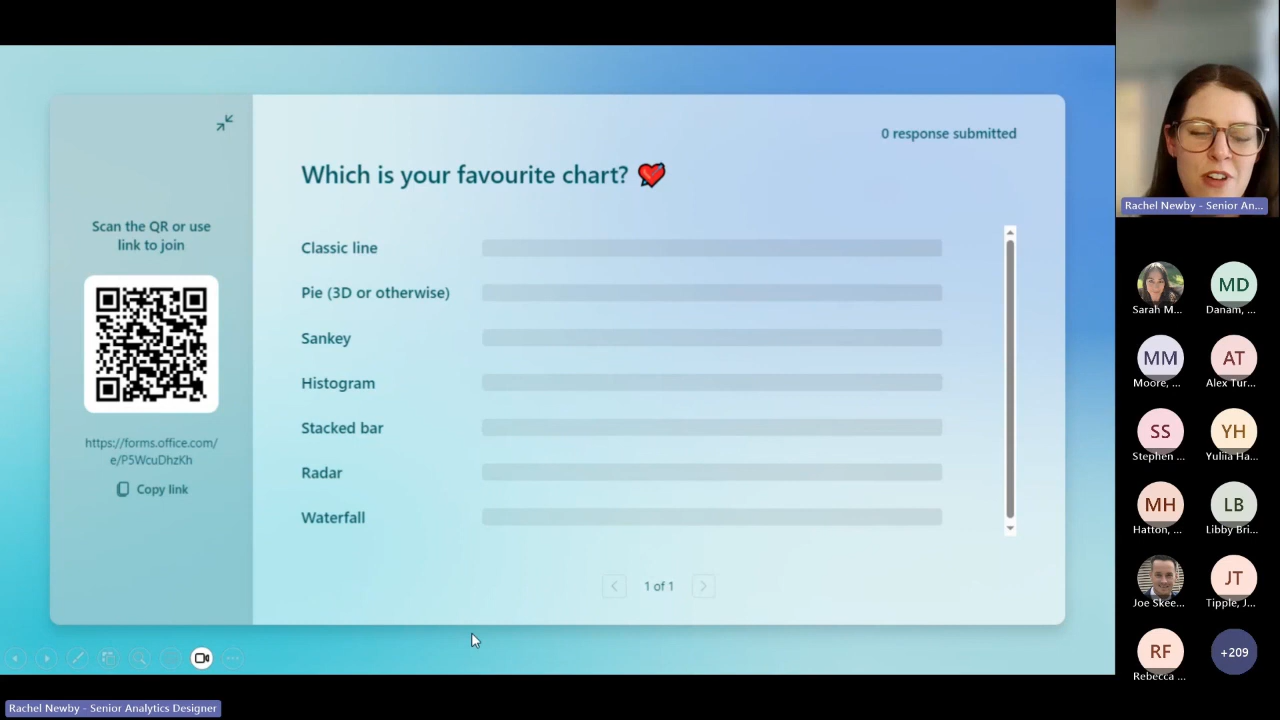 0 response submitted
Which is your favourite chart?
Scan the QR or use
link to join
https://forms.office.com/
e/P5WcuDhzKh
Copy link
Classic line
Pie (3D or otherwise)
Sankey
Histogram
Stacked bar
Radar
Waterfall
1 of 1
Rachel Newby - Senior Analytics Designer
Rachel Newby - Senior An...
Sarah M...
MD
Danam, ...
MM
Moore, ...
AT
Alex Tur...
SS
Stephen ...
YH
Yuliia Ha...
MH
Hatton, ...
LB
Libby Bri...
Joe Skee...
JT
Tipple, J...
RF
Rebecca ...
+209